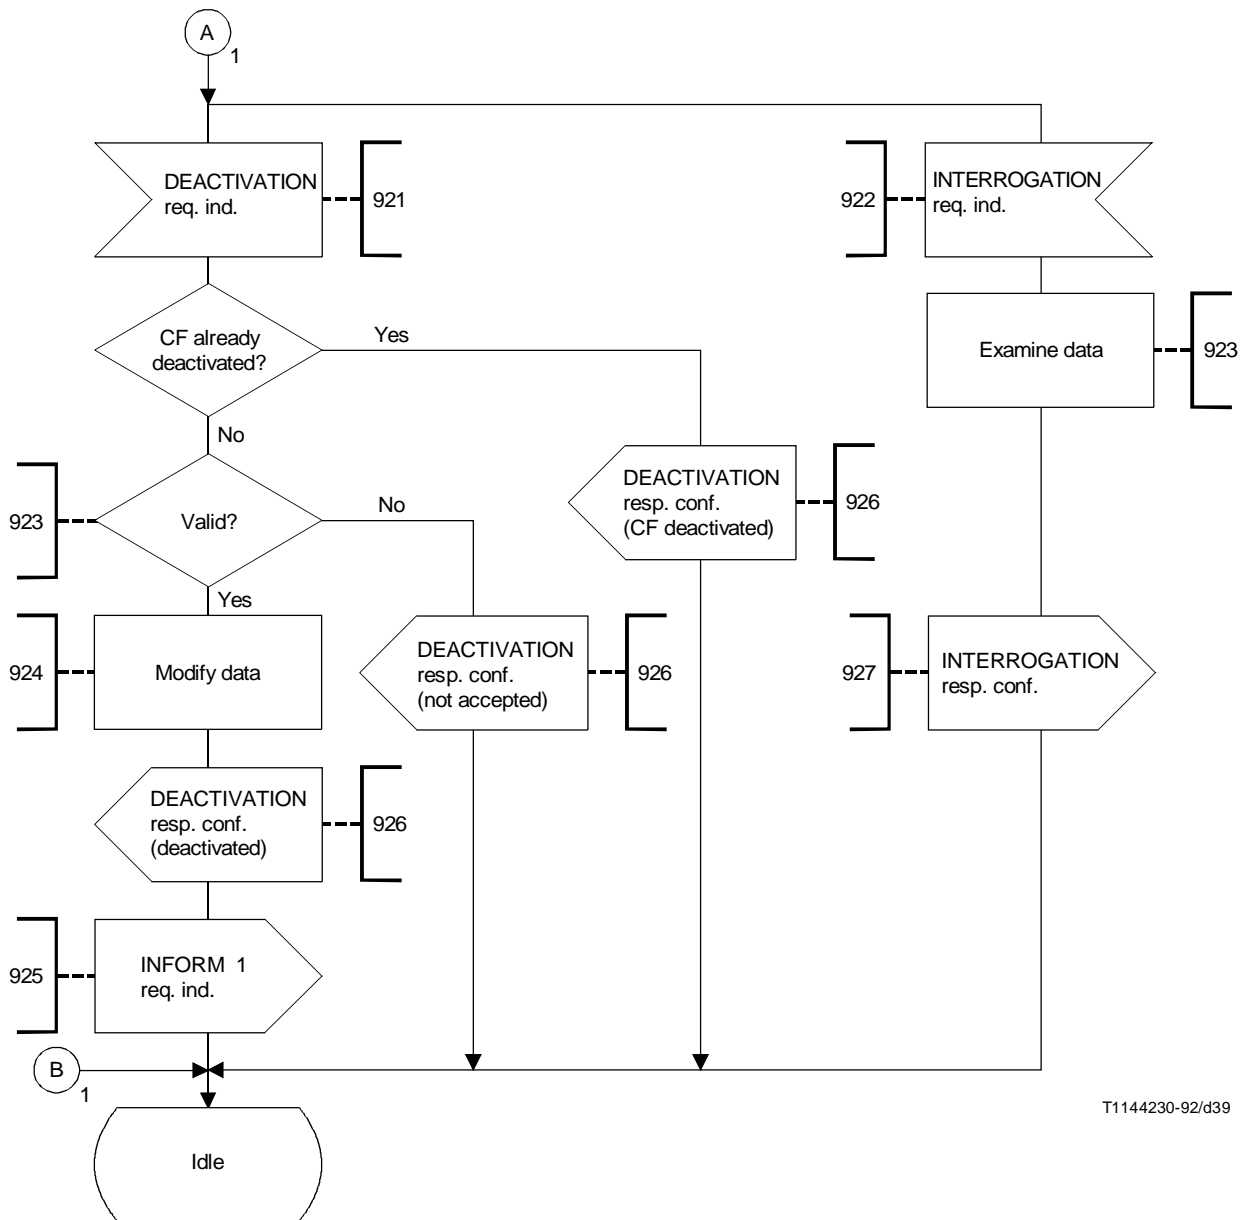 A
1
DEACTIVATION
req. ind.
921
922
INTERROGATION
req. ind.
CF already
deactivated?
Yes
Examine data
923
No
923
Valid?
No
DEACTIVATION
resp. conf.
(CF deactivated)
926
Yes
924
Modify data
DEACTIVATION
resp. conf.
(not accepted)
926
927
INTERROGATION
resp. conf.
DEACTIVATION
resp. conf.
(deactivated)
926
925
INFORM 1
req. ind.
B
1
T1144230-92/d39
Idle